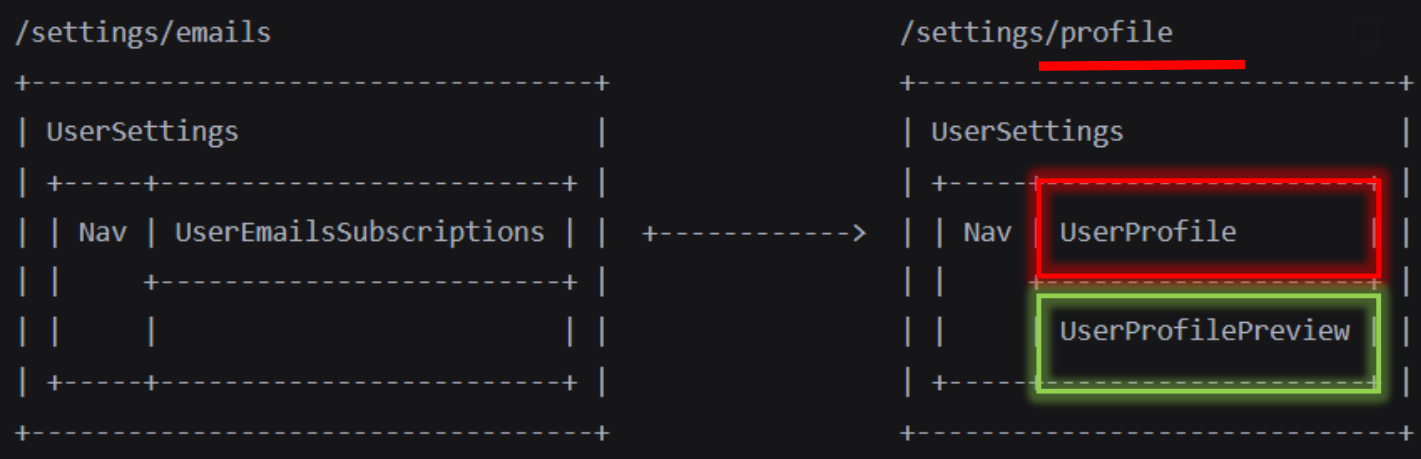 /settings/emails                                       /settings/profile
+-----------------------------------+                  +------------------------------+
| UserSettings                      |                  | UserSettings                 |
| +-----+-------------------------+ |                  | +-----+--------------------+ |
| | Nav | UserEmailsSubscriptions | |  +------------>  | | Nav | UserProfile        | |
| |     +-------------------------+ |                  | |     +--------------------+ |
| |     |                         | |                  | |     | UserProfilePreview | |
| +-----+-------------------------+ |                  | +-----+--------------------+ |
+-----------------------------------+                  +------------------------------+